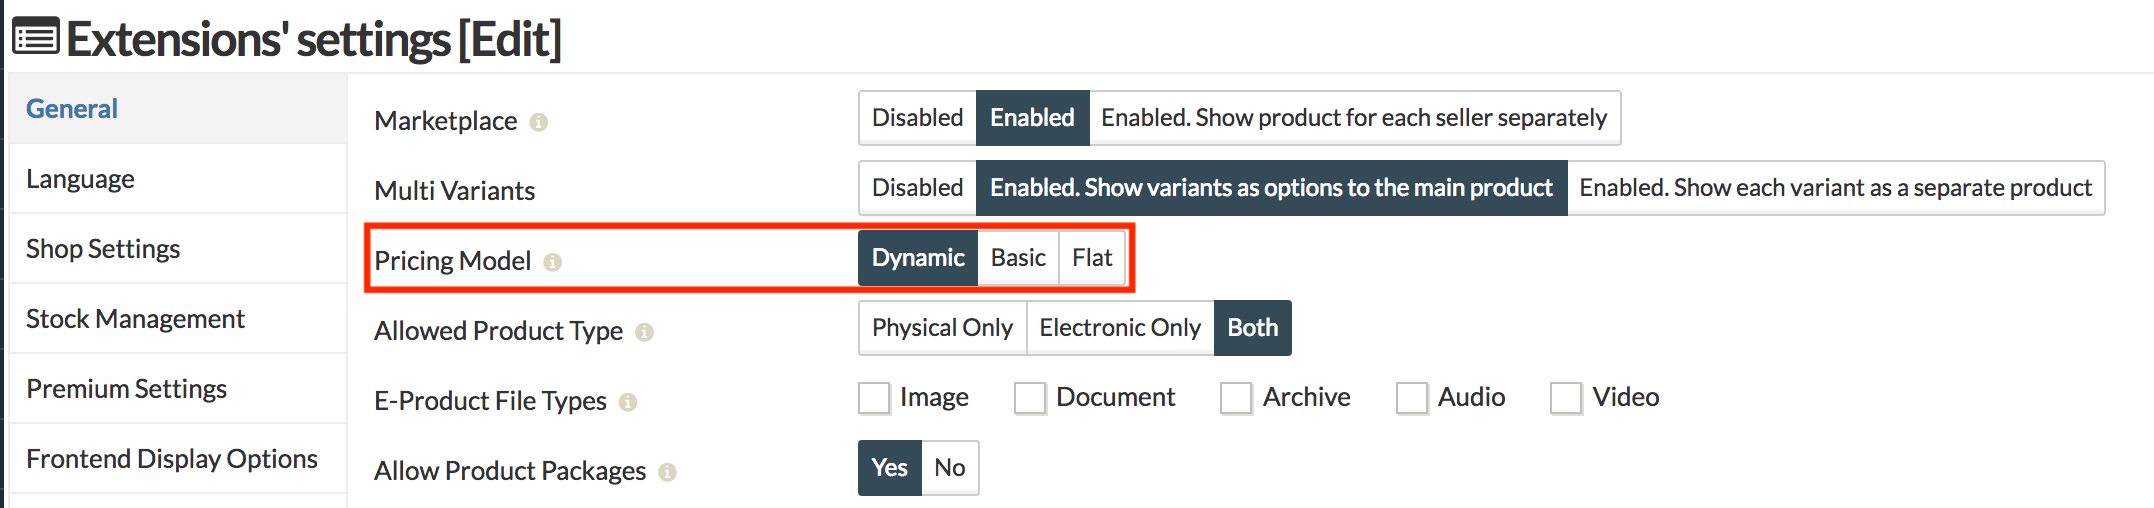 Extensions' settings [Edit]
General
Language
Shop Settings
Stock Management
Premium Settings
Frontend Display Options
Marketplace Disabled Enabled Enabled. Show product for each seller separately
Multi Variants Disabled Enabled. Show variants as options to the main product Enabled. Show each variant as a separate product
Pricing Model Dynamic Basic Flat
Allowed Product Type Physical Only Electronic Only Both
E-Product File Types Image Document Archive Audio Video
Allow Product Packages Yes No